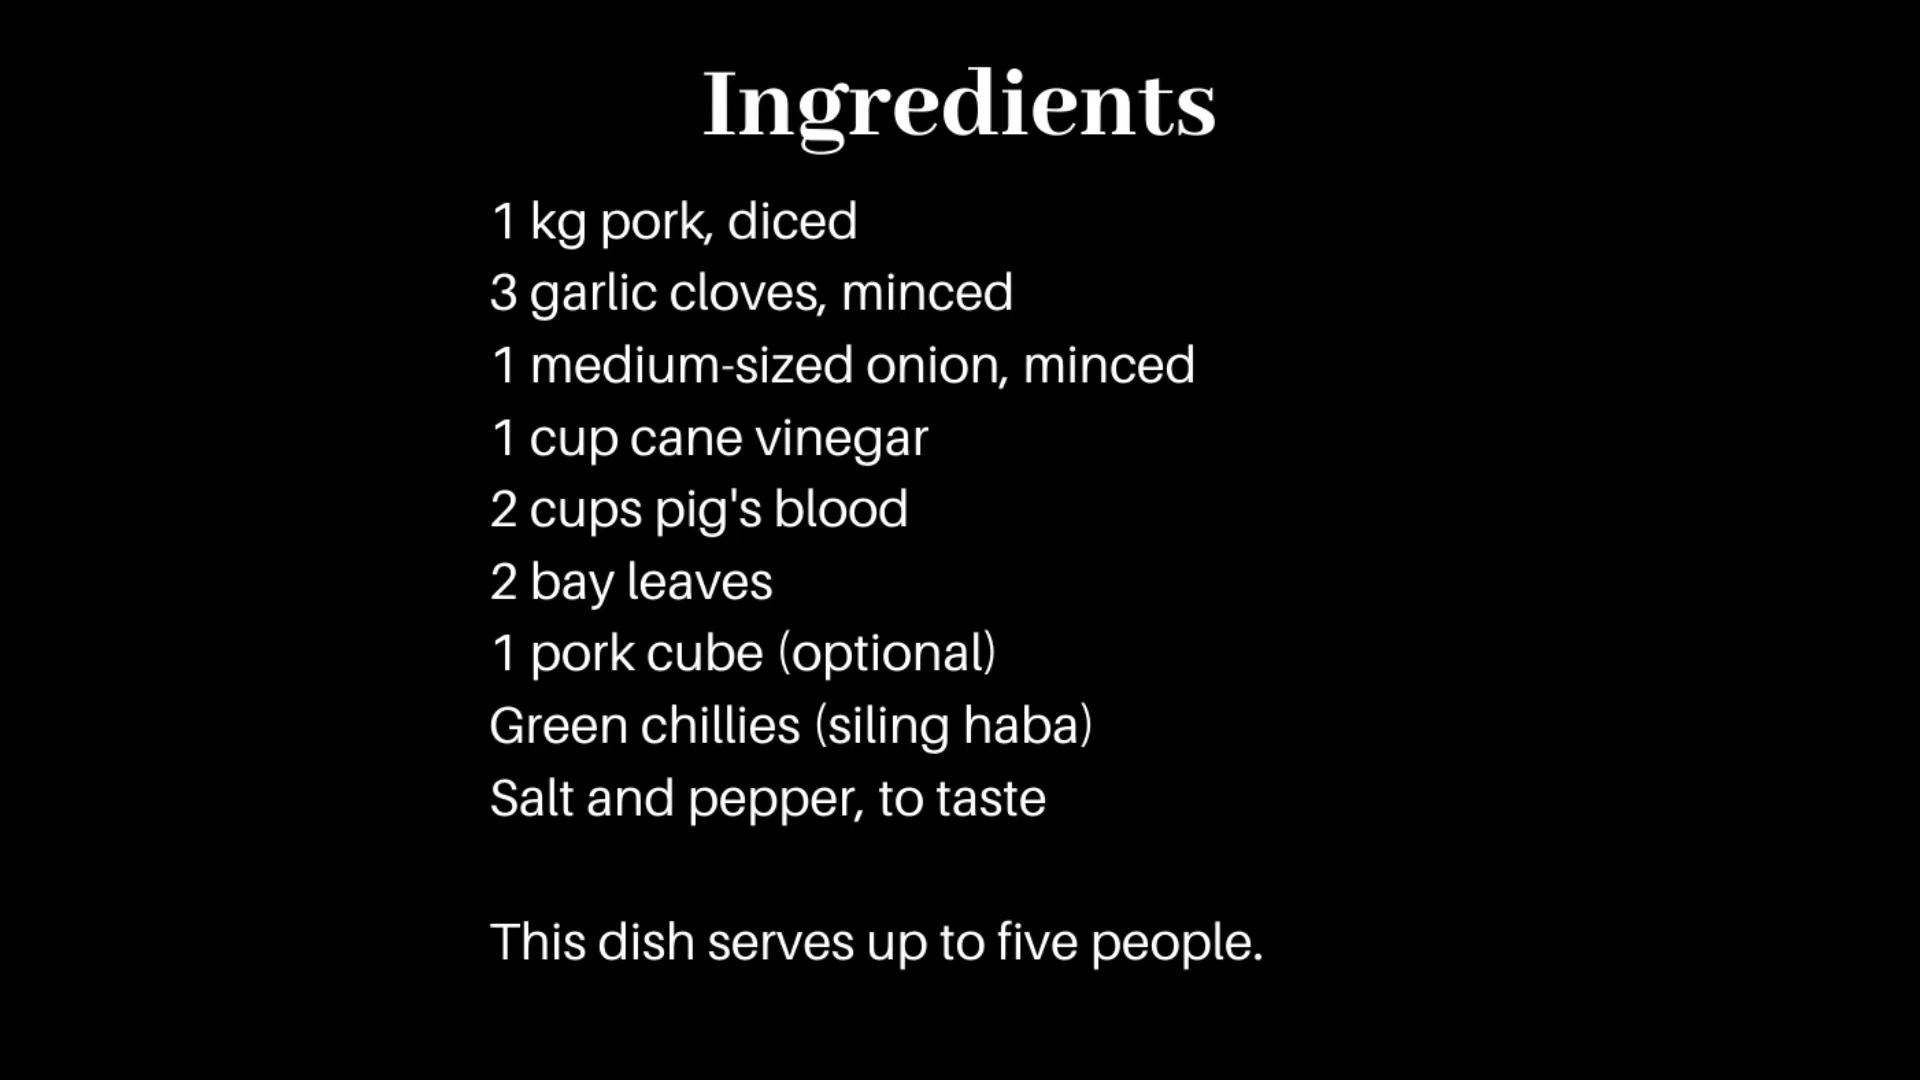 Ingredients
1 kg pork, diced
3 garlic cloves, minced
1 medium-sized onion, minced
1 cup cane vinegar
2 cups pig's blood
2 bay leaves
1 pork cube (optional)
Green chillies (siling haba)
Salt and pepper, to taste
This dish serves up to five people.